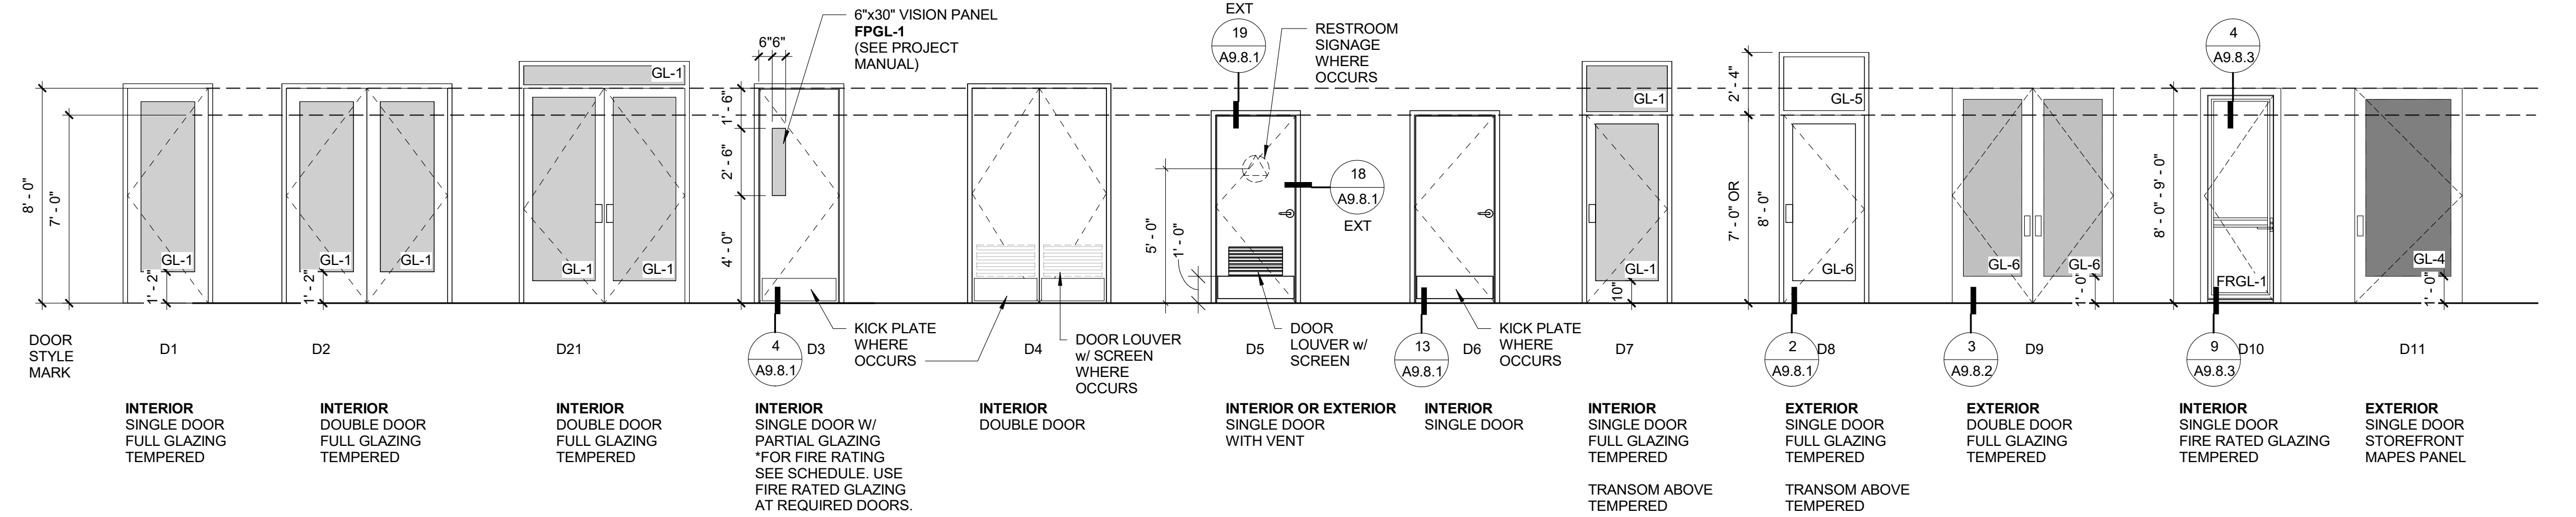 8' - 0"
7' - 0"
GL-1
1' - 2"
GL-1
GL-1
1' - 2"
GL-1
GL-1
GL-1
6"6"
6"x30" VISION PANEL
FPGL-1
(SEE PROJECT
MANUAL)
1' - 6"
2' - 6"
4' - 0"
EXT
19
A9.8.1
RESTROOM
SIGNAGE
WHERE
OCCURS
18
A9.8.1
EXT
5' - 0"
1' - 0"
GL-1
GL-1
10"
2' - 4"
7' - 0" OR
8' - 0"
GL-5
GL-6
GL-6
GL-6
1' - 0"
4
A9.8.3
8' - 0" - 9' - 0"
FRGL-1
GL-4
1' - 0"
DOOR
STYLE
MARK
D1
D2
D21
4
A9.8.1
D3
KICK PLATE
WHERE
OCCURS
D4
DOOR LOUVER
w/ SCREEN
WHERE
OCCURS
D5
DOOR
LOUVER w/
SCREEN
13
A9.8.1
D6
KICK PLATE
WHERE
OCCURS
D7
2
A9.8.1
D8
3
A9.8.2
D9
9
A9.8.3
D10
D11
INTERIOR
SINGLE DOOR
FULL GLAZING
TEMPERED
INTERIOR
DOUBLE DOOR
FULL GLAZING
TEMPERED
INTERIOR
DOUBLE DOOR
FULL GLAZING
TEMPERED
INTERIOR
SINGLE DOOR W/
PARTIAL GLAZING
*FOR FIRE RATING
SEE SCHEDULE. USE
FIRE RATED GLAZING
AT REQUIRED DOORS.
INTERIOR
DOUBLE DOOR
INTERIOR OR EXTERIOR
SINGLE DOOR
WITH VENT
INTERIOR
SINGLE DOOR
INTERIOR
SINGLE DOOR
FULL GLAZING
TEMPERED
TRANSOM ABOVE
TEMPERED
EXTERIOR
SINGLE DOOR
FULL GLAZING
TEMPERED
TRANSOM ABOVE
TEMPERED
EXTERIOR
DOUBLE DOOR
FULL GLAZING
TEMPERED
INTERIOR
SINGLE DOOR
FIRE RATED GLAZING
TEMPERED
EXTERIOR
SINGLE DOOR
STOREFRONT
MAPES PANEL